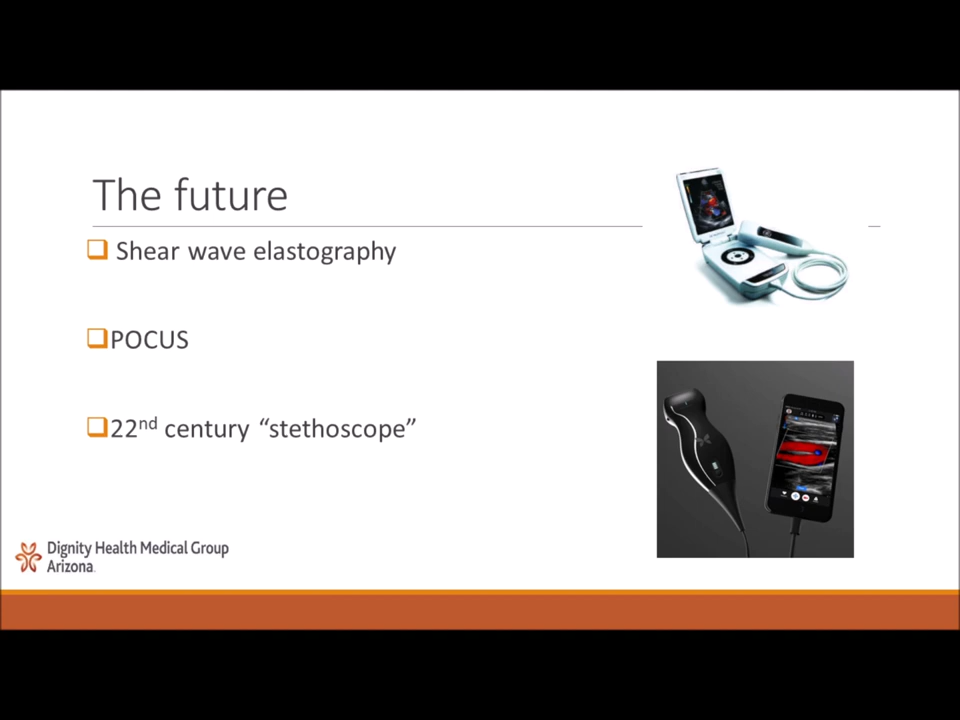 The future
Shear wave elastography
POCUS
22nd century “stethoscope”
Dignity Health Medical Group
Arizona.